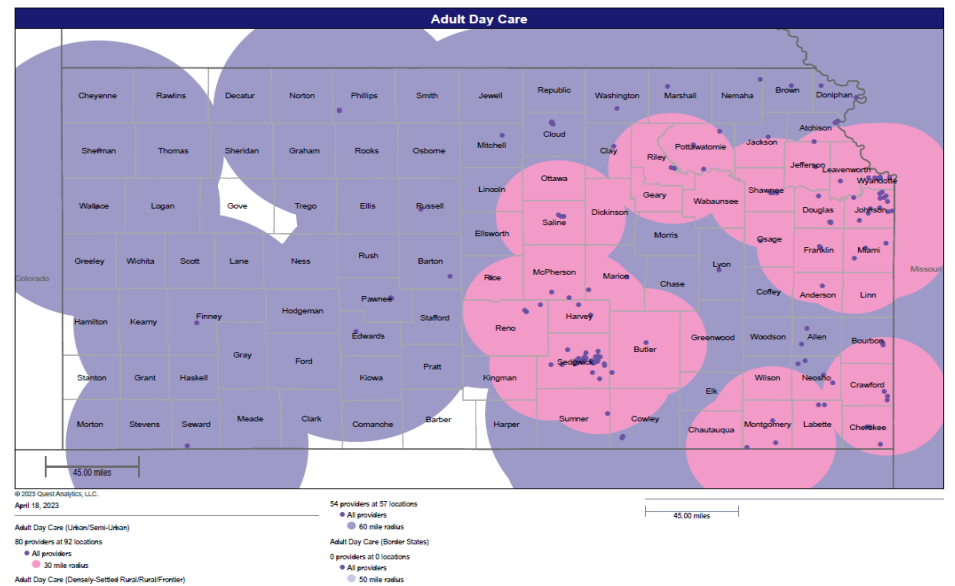 Adult Day Care
Cheyenne Rawlins Decatur Norton Phillips Smith Jewell Republic Washington Marshall Nemaha Brown Doniphan
Sherman Thomas Sheridan Graham Rooks Osborne Mitchell Cloud Clay Riley Pottawatomie Jackson Atchison
Jefferson Leavenworth Wyandotte
Wallace Logan Gove Trego Ellis Russell Lincoln Ottawa Geary Wabaunsee Shawnee Douglas Johnson
Saline Dickinson
Ellsworth Morris Osage Franklin Miami
Greeley Wichita Scott Lane Ness Rush Barton Rice McPherson Marion Chase Lyon Coffey Anderson Linn
Colorado Missouri
Hamilton Kearny Finney Hodgeman Pawnee Stafford Reno Harvey
Edwards Sedgwick Butler Greenwood Woodson Allen Bourbon
Gray Ford
Stanton Grant Haskell Kiowa Pratt Kingman Elk Wilson Neosho Crawford
Morton Stevens Seward Meade Clark Comanche Barber Harper Sumner Cowley Chautauqua Montgomery Labette Cherokee
45.00 miles
© 2023 Quest Analytics, LLC.
April 18, 2023
Adult Day Care (Urban/Semi-Urban)
80 providers at 92 locations
All providers
30 mile radius
Adult Day Care (Densely-Settled Rural/Rural/Frontier)
54 providers at 57 locations
All providers
60 mile radius
Adult Day Care (Border States)
0 providers at 0 locations
All providers
50 mile radius
45.00 miles